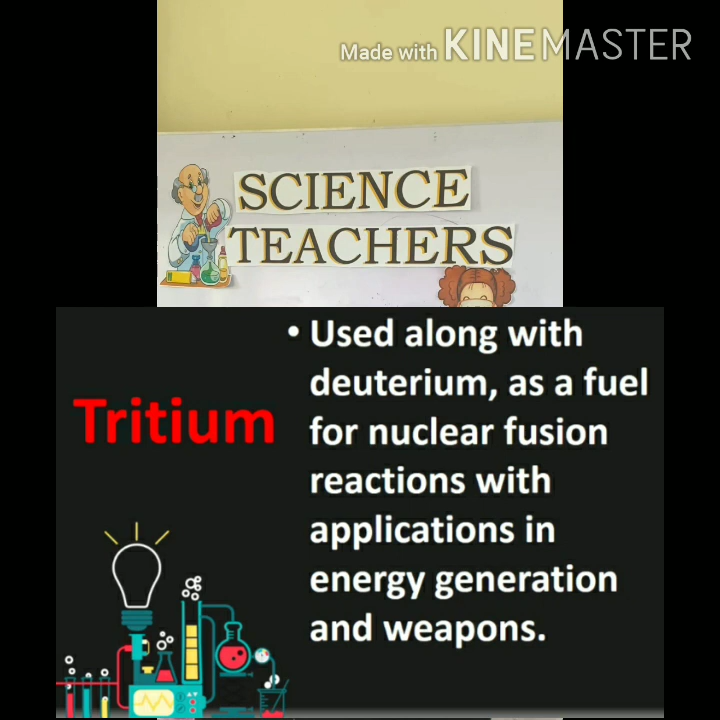 Made with KINEMASTER
SCIENCE
TEACHERS
Tritium
• Used along with
deuterium, as a fuel
for nuclear fusion
reactions with
applications in
energy generation
and weapons.